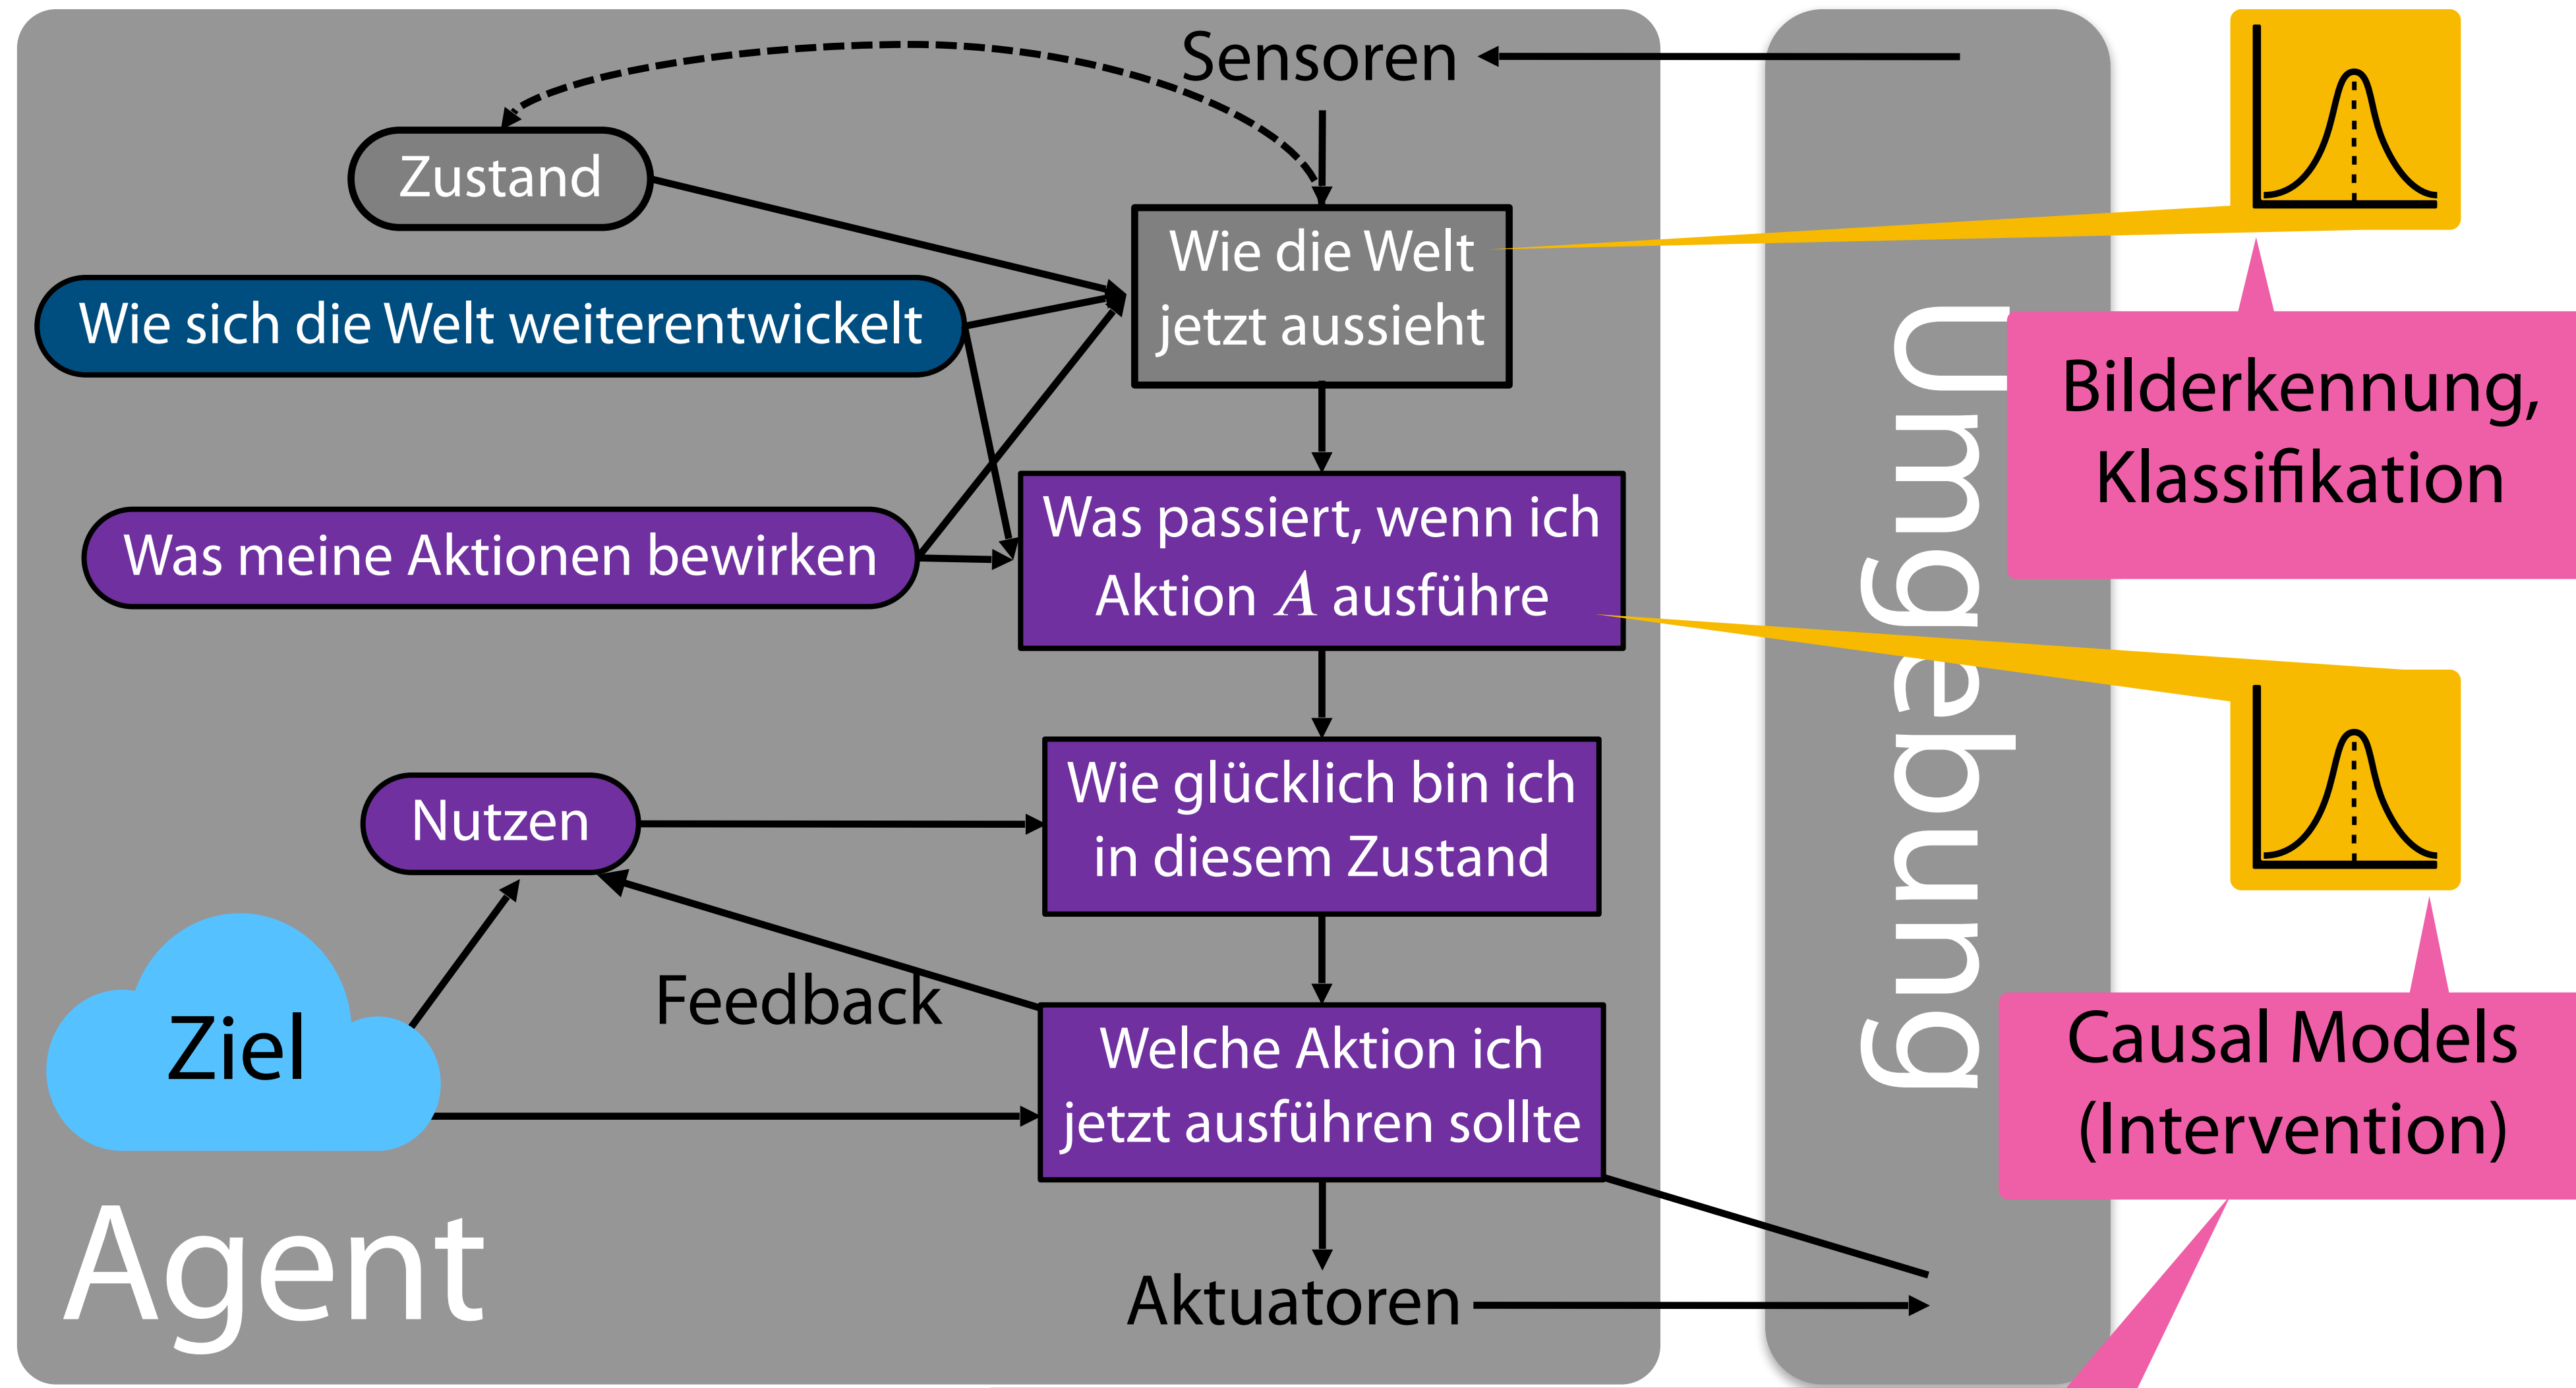 Sensoren
Zustand
Wie die Welt
jetzt aussieht
Wie sich die Welt weiterentwickelt
Was passiert, wenn ich
Aktion A ausführe
Was meine Aktionen bewirken
Wie glücklich bin ich
in diesem Zustand
Nutzen
Feedback
Ziel
Welche Aktion ich
jetzt ausführen sollte
Agent
Aktuatoren
Umgebung
Bilderkennung,
Klassifikation
Causal Models
(Intervention)